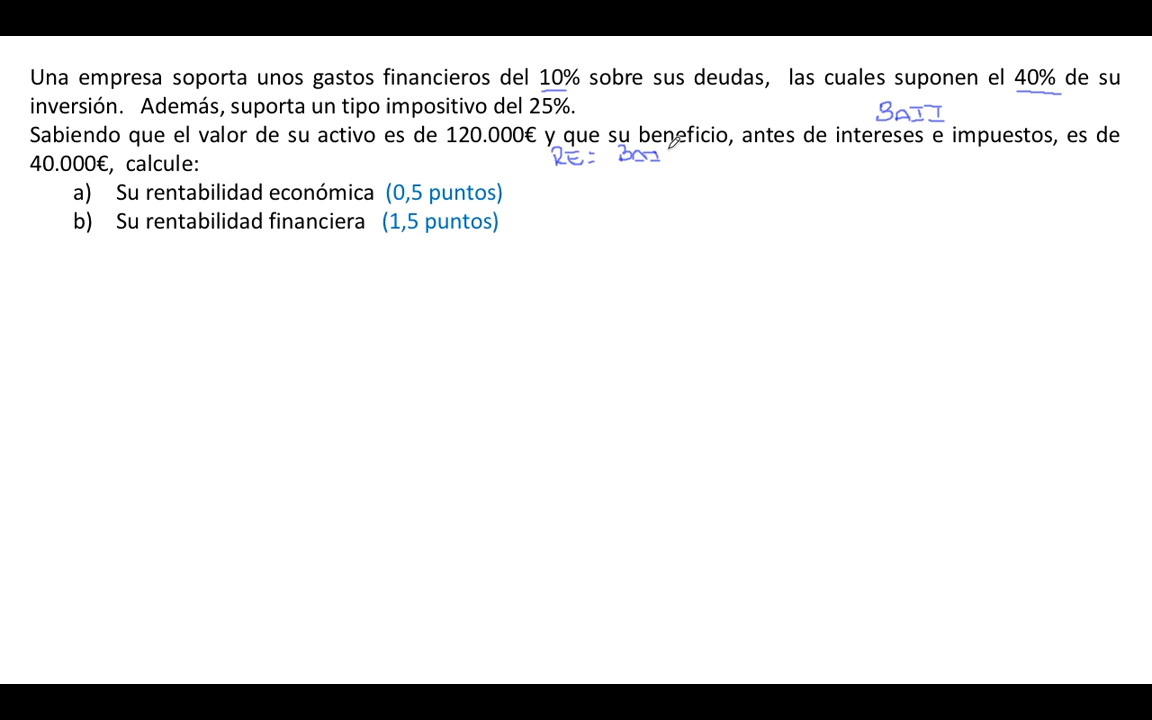 Una empresa soporta unos gastos financieros del 10% sobre sus deudas, las cuales suponen el 40% de su
inversión. Además, suporta un tipo impositivo del 25%.
BAII
Sabiendo que el valor de su activo es de 120.000€ y que su beneficio, antes de intereses e impuestos, es de
RE=
40.000€, calcule:
a) Su rentabilidad económica (0,5 puntos)
b) Su rentabilidad financiera (1,5 puntos)